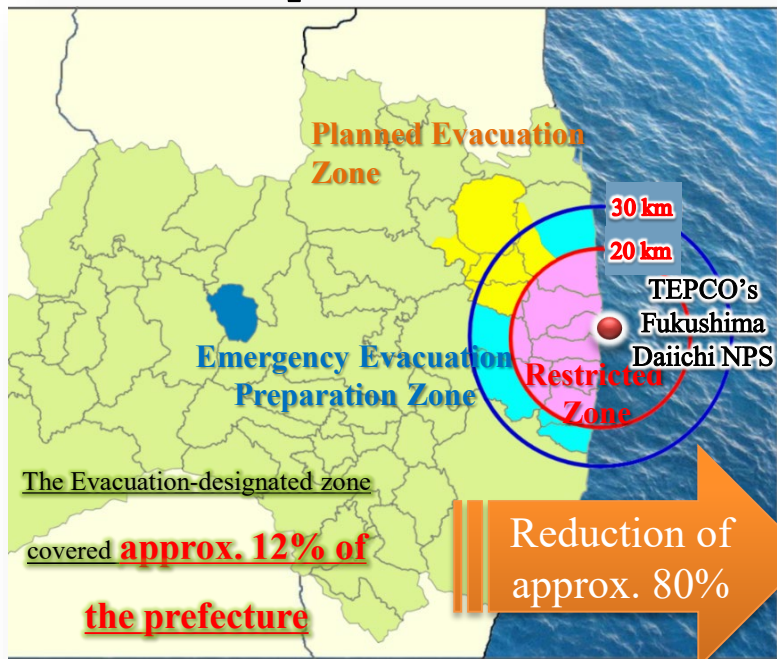 Planned Evacuation
Zone
30 km
20 km
TEPCO's
Fukushima
Daiichi NPS
Emergency Evacuation
Preparation Zone
Restricted
Zone
The Evacuation-designated zone
covered approx. 12% of
the prefecture
Reduction of
approx. 80%